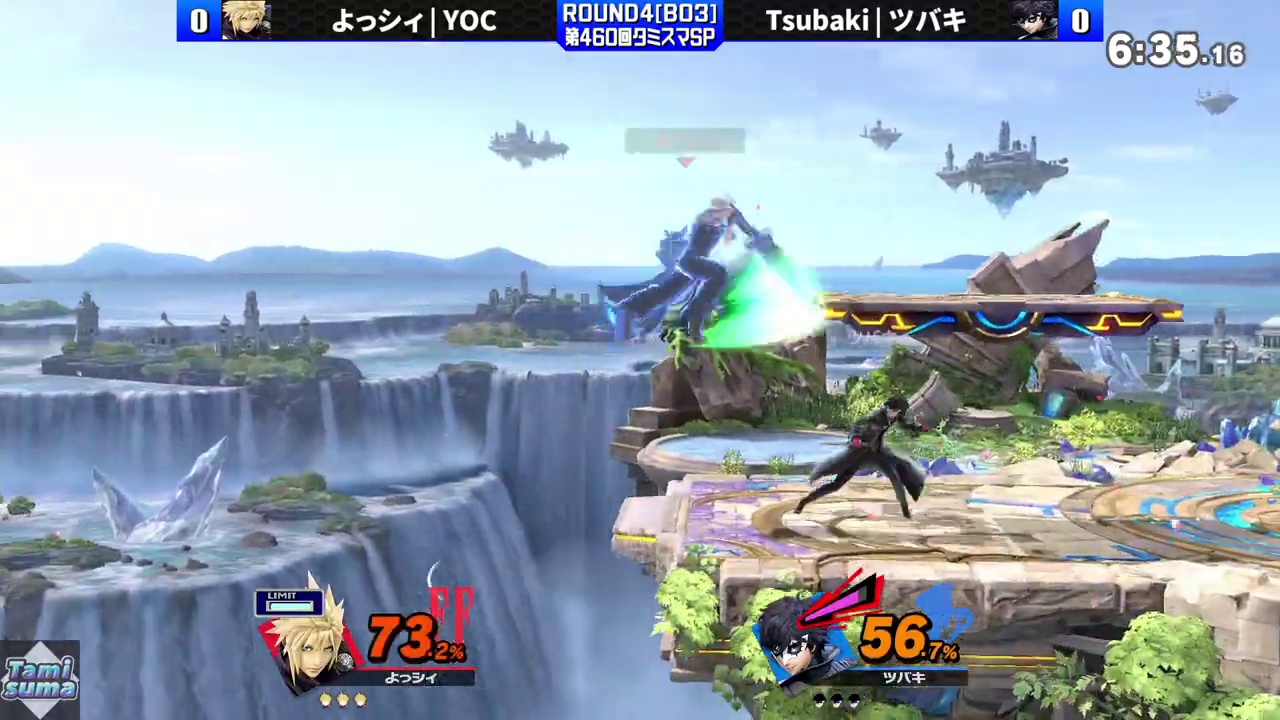 0
よっシィ | YOC
ROUND4[BO3]
第460回タミスマSP
Tsubaki | ツバキ
0
6:35.16
LIMIT
73.2%
よっシィ
56.7%
ツバキ
Tami
suma